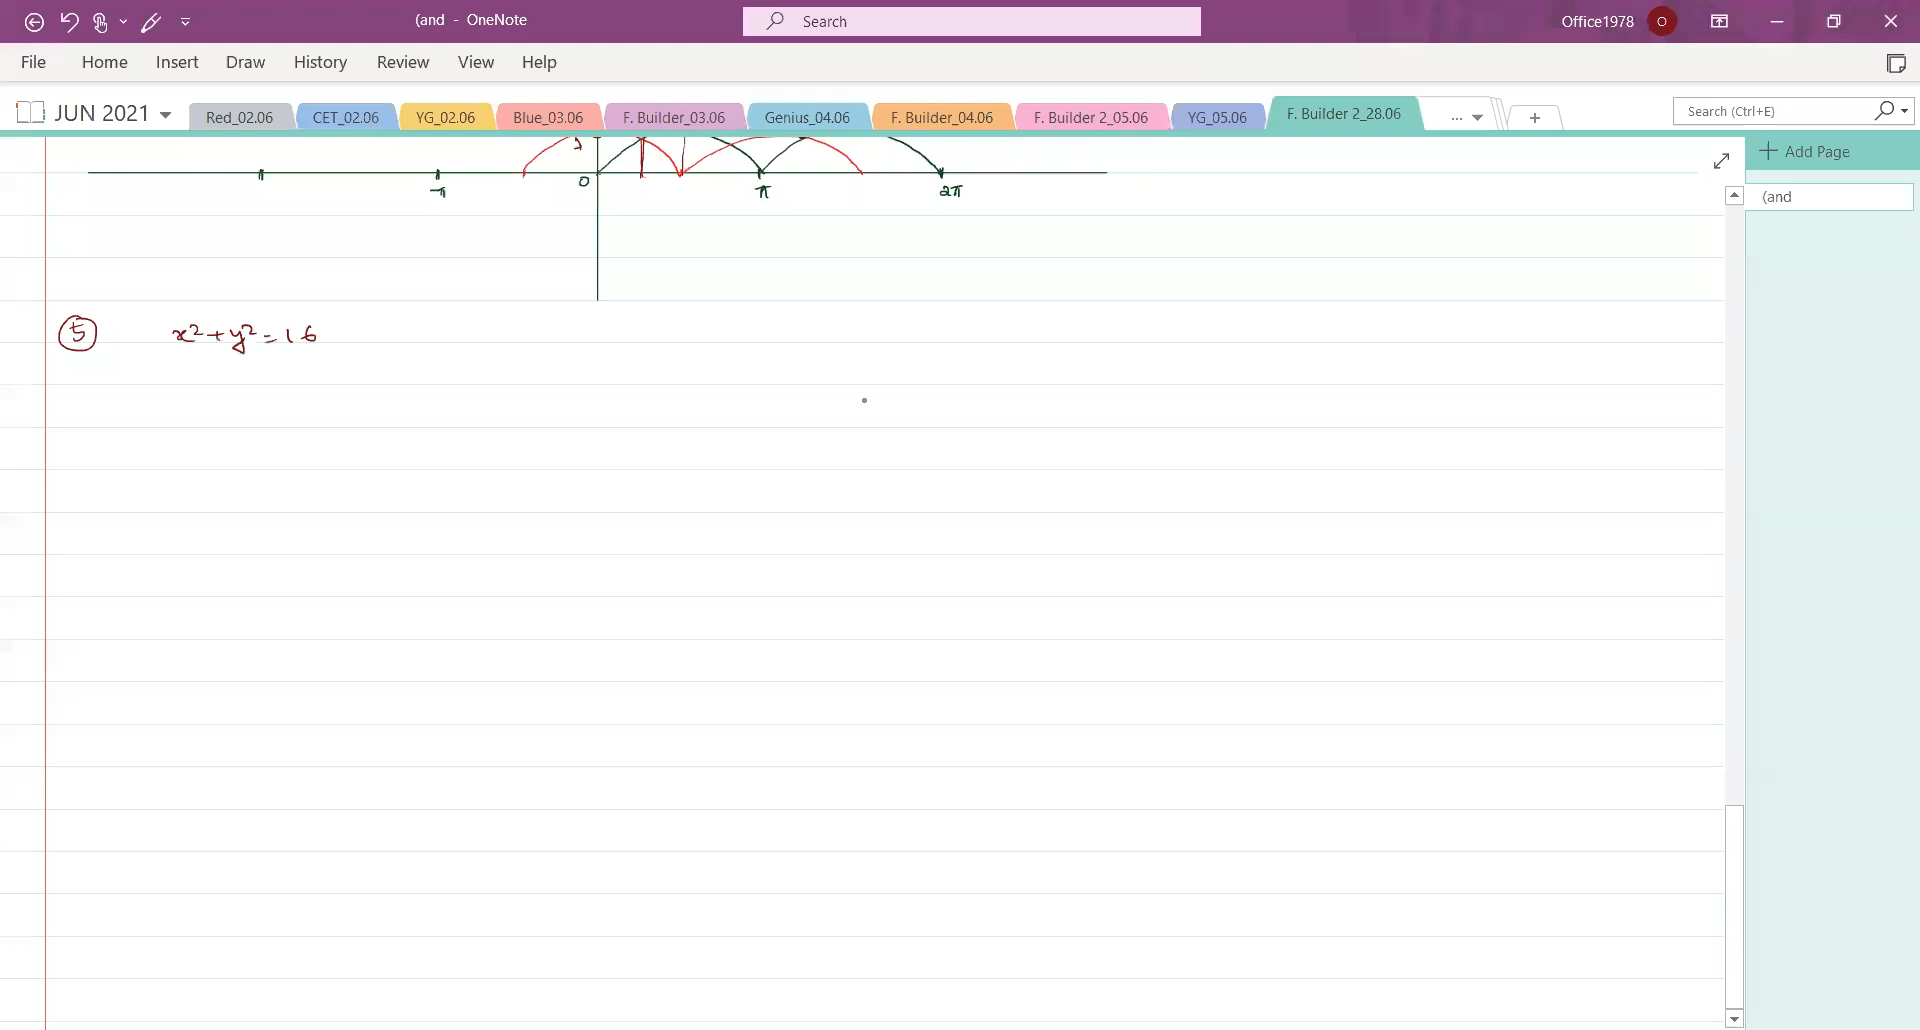 (and - OneNote
Search
Office1978
O
File Home Insert Draw History Review View Help
JUN 2021
Red_02.06 CET_02.06 YG_02.06 Blue_03.06 F. Builder_03.06 Genius_04.06 F. Builder_04.06 F. Builder 2_05.06 YG_05.06 F. Builder 2_28.06 ... +
Search (Ctrl+E)
Add Page
(and
0 -π π 2π
5 x²+y²=16